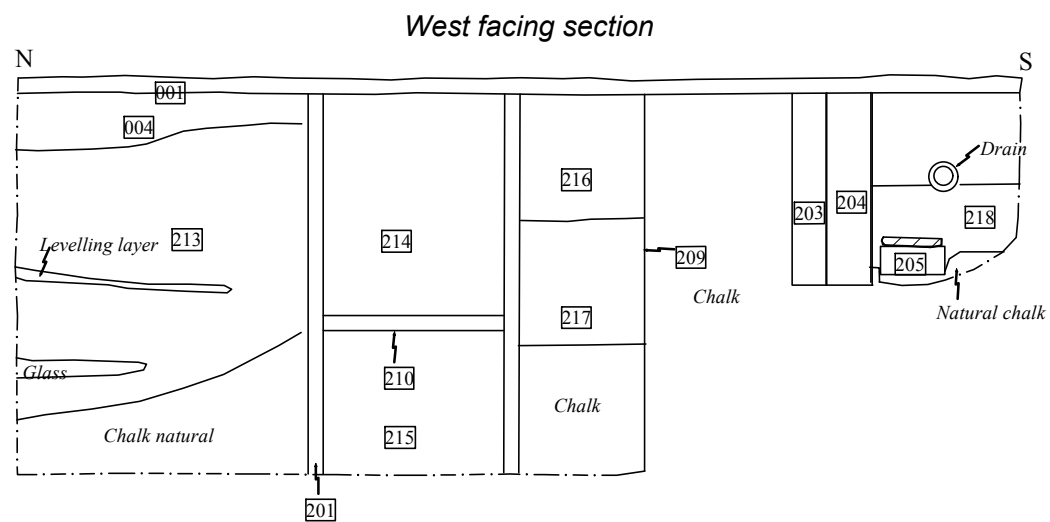 West facing section
N
S
001
004
Drain
216
203
204
218
213
214
Levelling layer
209
205
Chalk
Natural chalk
217
Glass
210
Chalk
Chalk natural
215
201